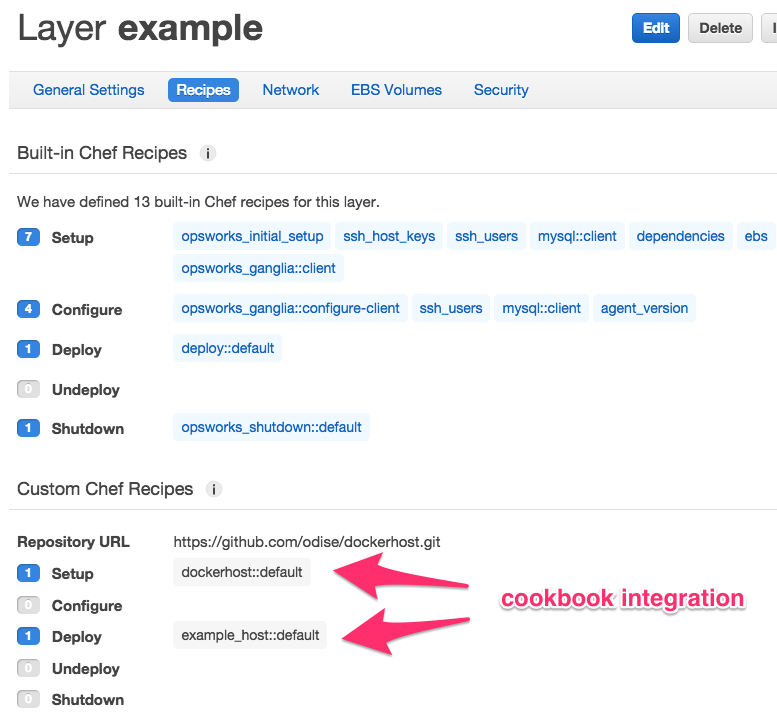 Layer example
Edit Delete
General Settings Recipes Network EBS Volumes Security
Built-in Chef Recipes i
We have defined 13 built-in Chef recipes for this layer.
7 Setup opsworks_initial_setup ssh_host_keys ssh_users mysql::client dependencies ebs
opsworks_ganglia::client
4 Configure opsworks_ganglia::configure-client ssh_users mysql::client agent_version
1 Deploy deploy::default
0 Undeploy
1 Shutdown opsworks_shutdown::default
Custom Chef Recipes i
Repository URL https://github.com/odise/dockerhost.git
1 Setup dockerhost::default
0 Configure
cookbook integration
1 Deploy example_host::default
0 Undeploy
0 Shutdown